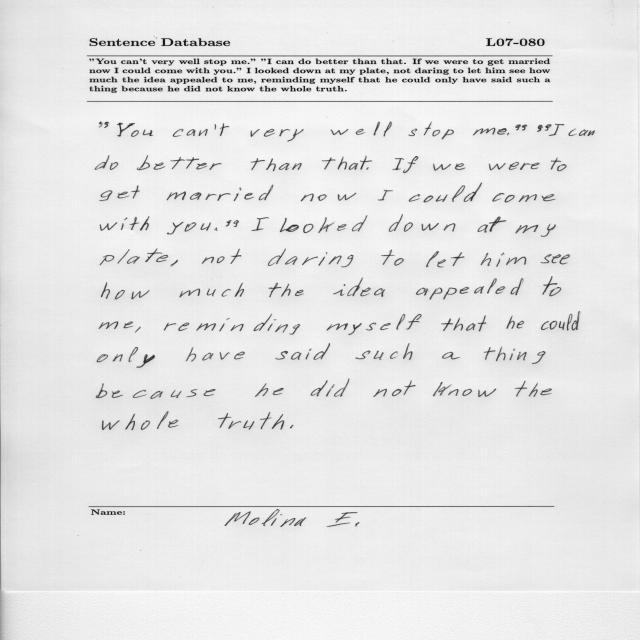 Sentence Database L07-080
"You can't very well stop me." "I can do better than that. If we were to get married
now I could come with you." I looked down at my plate, not daring to let him see how
much the idea appealed to me, reminding myself that he could only have said such a
thing because he did not know the whole truth.
"You can't very well stop me." "I can
do better than that. If we were to
get married now I could come
with you." I looked down at my
plate, not daring to let him see
how much the idea appealed to
me, reminding myself that he could
only have said such a thing
because he did not know the
whole truth.
Name: Molina E.